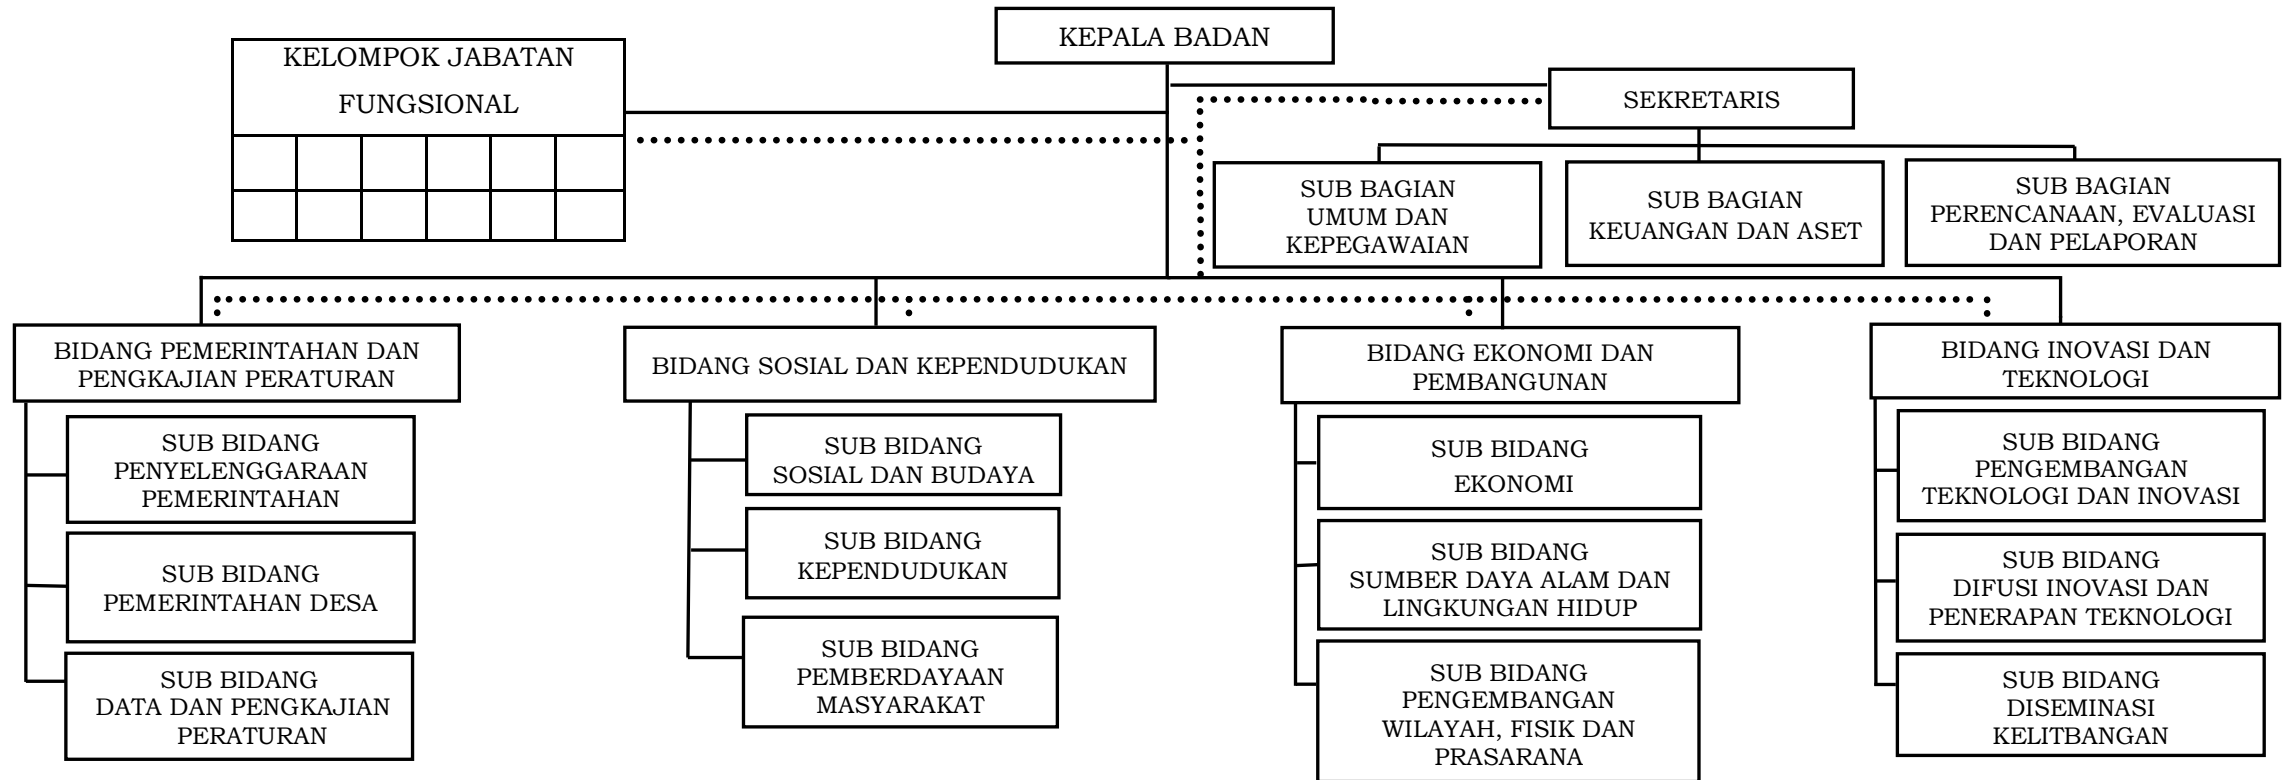 KEPALA BADAN
KELOMPOK JABATAN
FUNGSIONAL
SEKRETARIS
SUB BAGIAN
UMUM DAN
KEPEGAWAIAN
SUB BAGIAN
KEUANGAN DAN ASET
SUB BAGIAN
PERENCANAAN, EVALUASI
DAN PELAPORAN
BIDANG PEMERINTAHAN DAN
PENGKAJIAN PERATURAN
BIDANG SOSIAL DAN KEPENDUDUKAN
BIDANG EKONOMI DAN
PEMBANGUNAN
BIDANG INOVASI DAN
TEKNOLOGI
SUB BIDANG
PENYELENGGARAAN
PEMERINTAHAN
SUB BIDANG
PEMERINTAHAN DESA
SUB BIDANG
DATA DAN PENGKAJIAN
PERATURAN
SUB BIDANG
SOSIAL DAN BUDAYA
SUB BIDANG
KEPENDUDUKAN
SUB BIDANG
PEMBERDAYAAN
MASYARAKAT
SUB BIDANG
EKONOMI
SUB BIDANG
SUMBER DAYA ALAM DAN
LINGKUNGAN HIDUP
SUB BIDANG
PENGEMBANGAN
WILAYAH, FISIK DAN
PRASARANA
SUB BIDANG
PENGEMBANGAN
TEKNOLOGI DAN INOVASI
SUB BIDANG
DIFUSI INOVASI DAN
PENERAPAN TEKNOLOGI
SUB BIDANG
DISEMINASI
KELITBANGAN